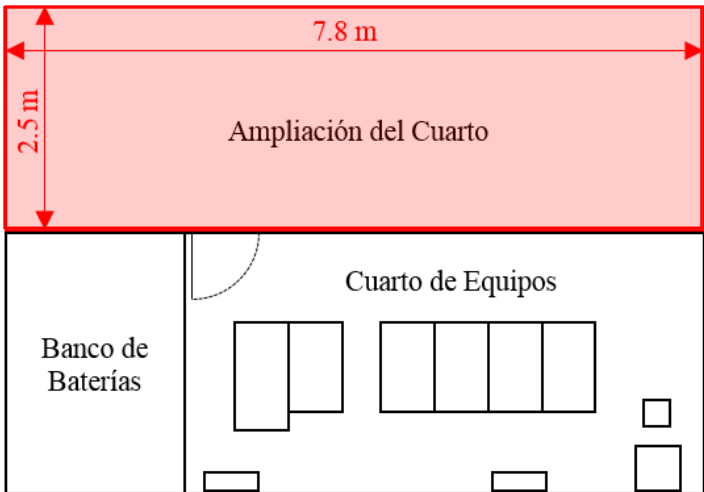 7.8 m
2.5 m
Ampliación del Cuarto
Cuarto de Equipos
Banco de
Baterías